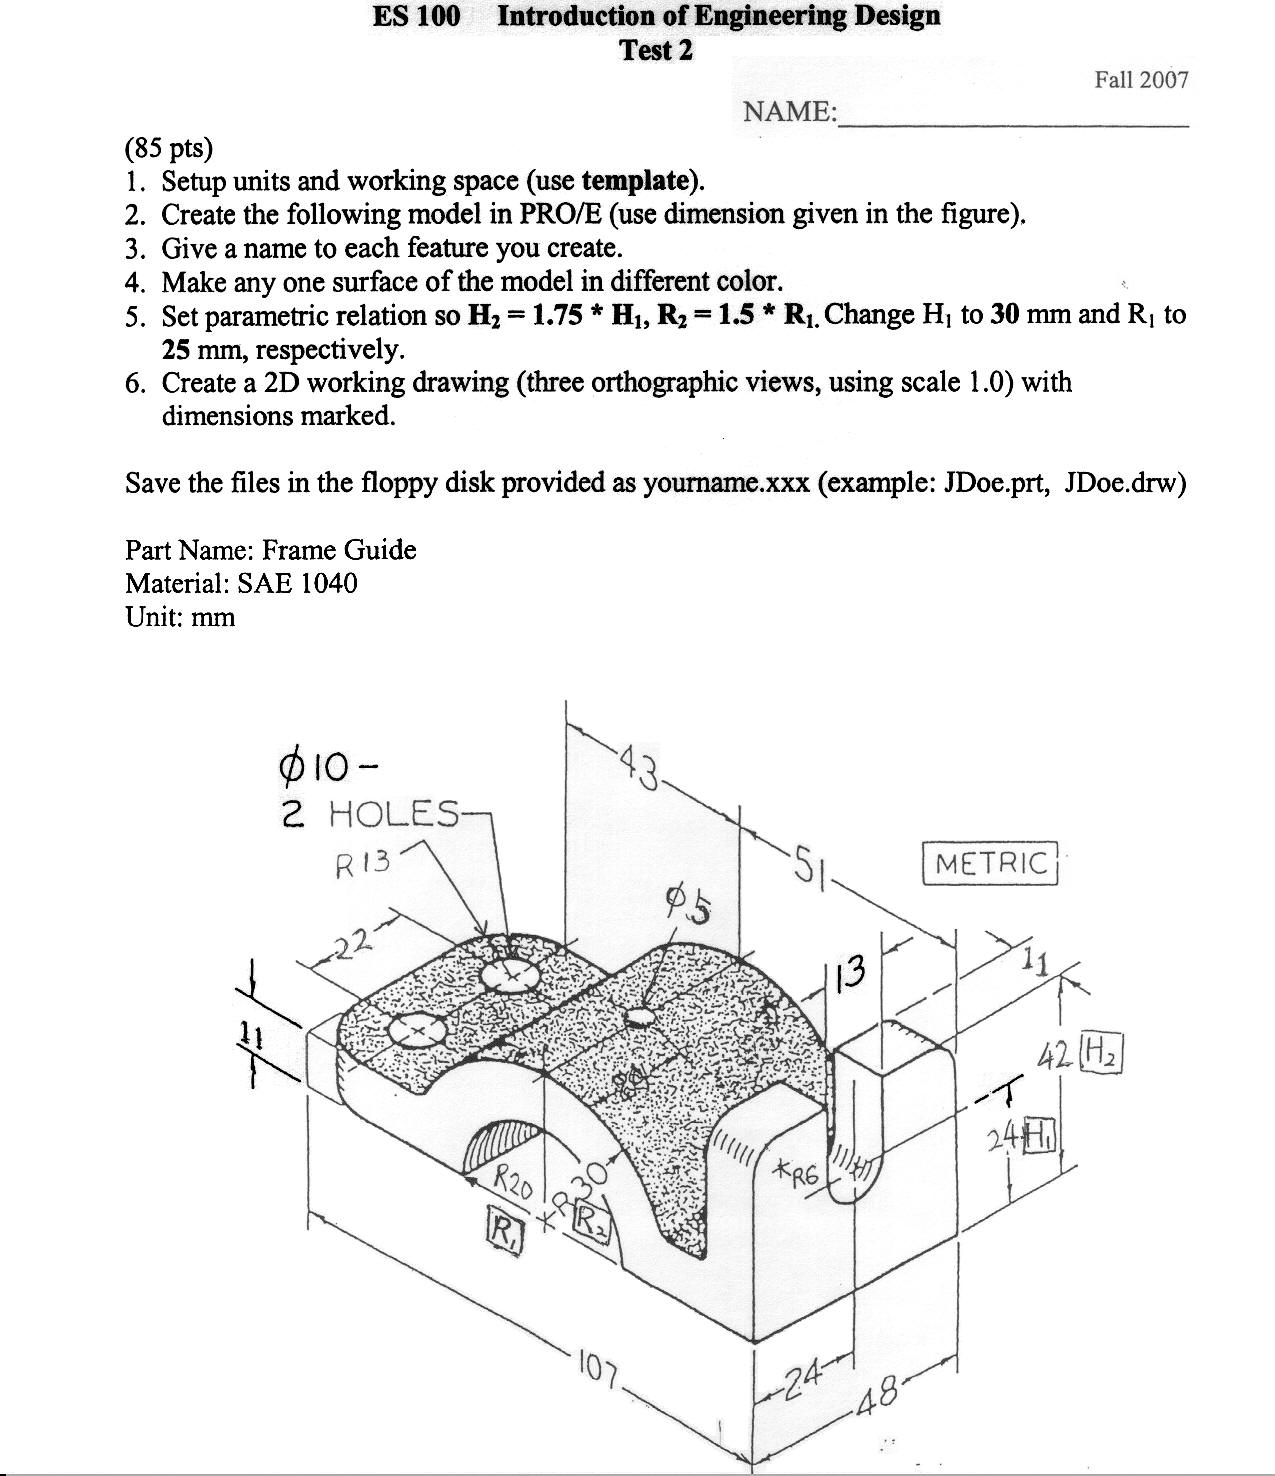 ES 100 Introduction of Engineering Design
Test 2
Fall 2007
NAME:
(85 pts)
1. Setup units and working space (use template).
2. Create the following model in PRO/E (use dimension given in the figure).
3. Give a name to each feature you create.
4. Make any one surface of the model in different color.
5. Set parametric relation so H₂ = 1.75 * H₁, R₂ = 1.5 * R₁. Change H₁ to 30 mm and R₁ to
25 mm, respectively.
6. Create a 2D working drawing (three orthographic views, using scale 1.0) with
dimensions marked.
Save the files in the floppy disk provided as yourname.xxx (example: JDoe.prt, JDoe.drw)
Part Name: Frame Guide
Material: SAE 1040
Unit: mm
43
ϕ10 -
2 HOLES
R13
51
METRIC
ϕ5
22
13
11
11
42 H₂
24 H₁
*R6
R20
R30
R₁
R₂
107
24
48